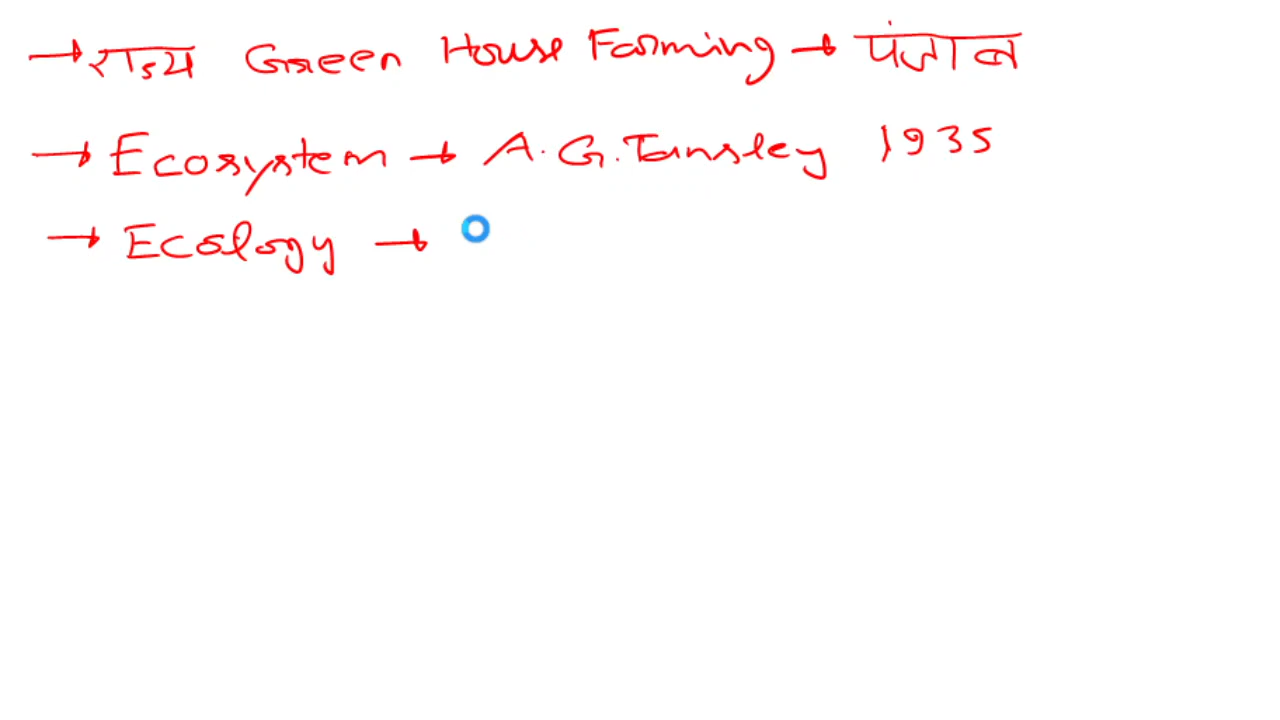 → राज्य Green House Farming → पंजाब
→ Ecosystem → A. G. Tansley 1935
→ Ecology →